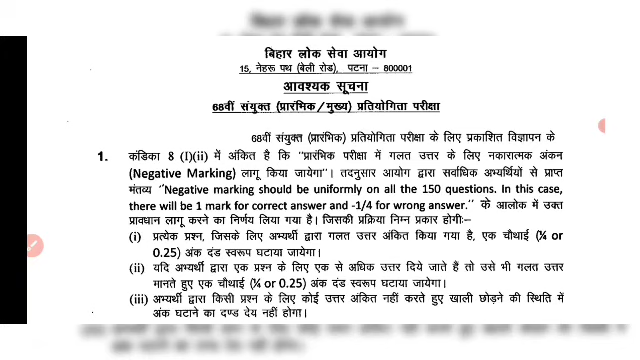 बिहार लोक सेवा आयोग
15, नेहरू पथ (बेली रोड), पटना – 800001
आवश्यक सूचना
68वीं संयुक्त (प्रारंभिक/मुख्य) प्रतियोगिता परीक्षा
68वीं संयुक्त (प्रारंभिक) प्रतियोगिता परीक्षा के लिए प्रकाशित विज्ञापन के
1. कंडिका 8 (I)(ii) में अंकित है कि "प्रारंभिक परीक्षा में गलत उत्तर के लिए नकारात्मक अंकन
(Negative Marking) लागू किया जायेगा"। तदनुसार आयोग द्वारा सर्वाधिक अभ्यर्थियों से प्राप्त
मंतव्य "Negative marking should be uniformly on all the 150 questions. In this case,
there will be 1 mark for correct answer and -1/4 for wrong answer." के आलोक में उक्त
प्रावधान लागू करने का निर्णय लिया गया है। जिसकी प्रक्रिया निम्न प्रकार होगी:–
(i) प्रत्येक प्रश्न, जिसके लिए अभ्यर्थी द्वारा गलत उत्तर अंकित किया गया है, एक चौथाई (¼ or
0.25) अंक दंड स्वरूप घटाया जायेगा।
(ii) यदि अभ्यर्थी द्वारा एक प्रश्न के लिए एक से अधिक उत्तर दिये जाते हैं तो उसे भी गलत उत्तर
मानते हुए एक चौथाई (¼ or 0.25) अंक दंड स्वरूप घटाया जायेगा।
(iii) अभ्यर्थी द्वारा किसी प्रश्न के लिए कोई उत्तर अंकित नहीं करते हुए खाली छोड़ने की स्थिति में
अंक घटाने का दण्ड देय नहीं होगा।